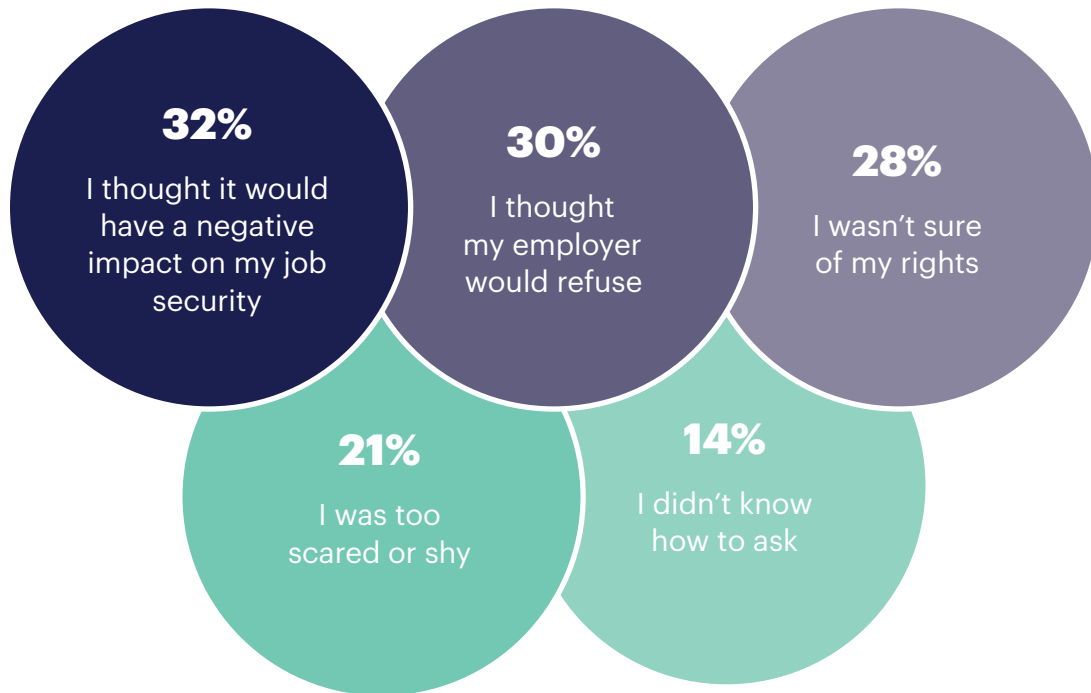 32%
I thought it would
have a negative
impact on my job
security
30%
I thought
my employer
would refuse
28%
I wasn’t sure
of my rights
21%
I was too
scared or shy
14%
I didn’t know
how to ask